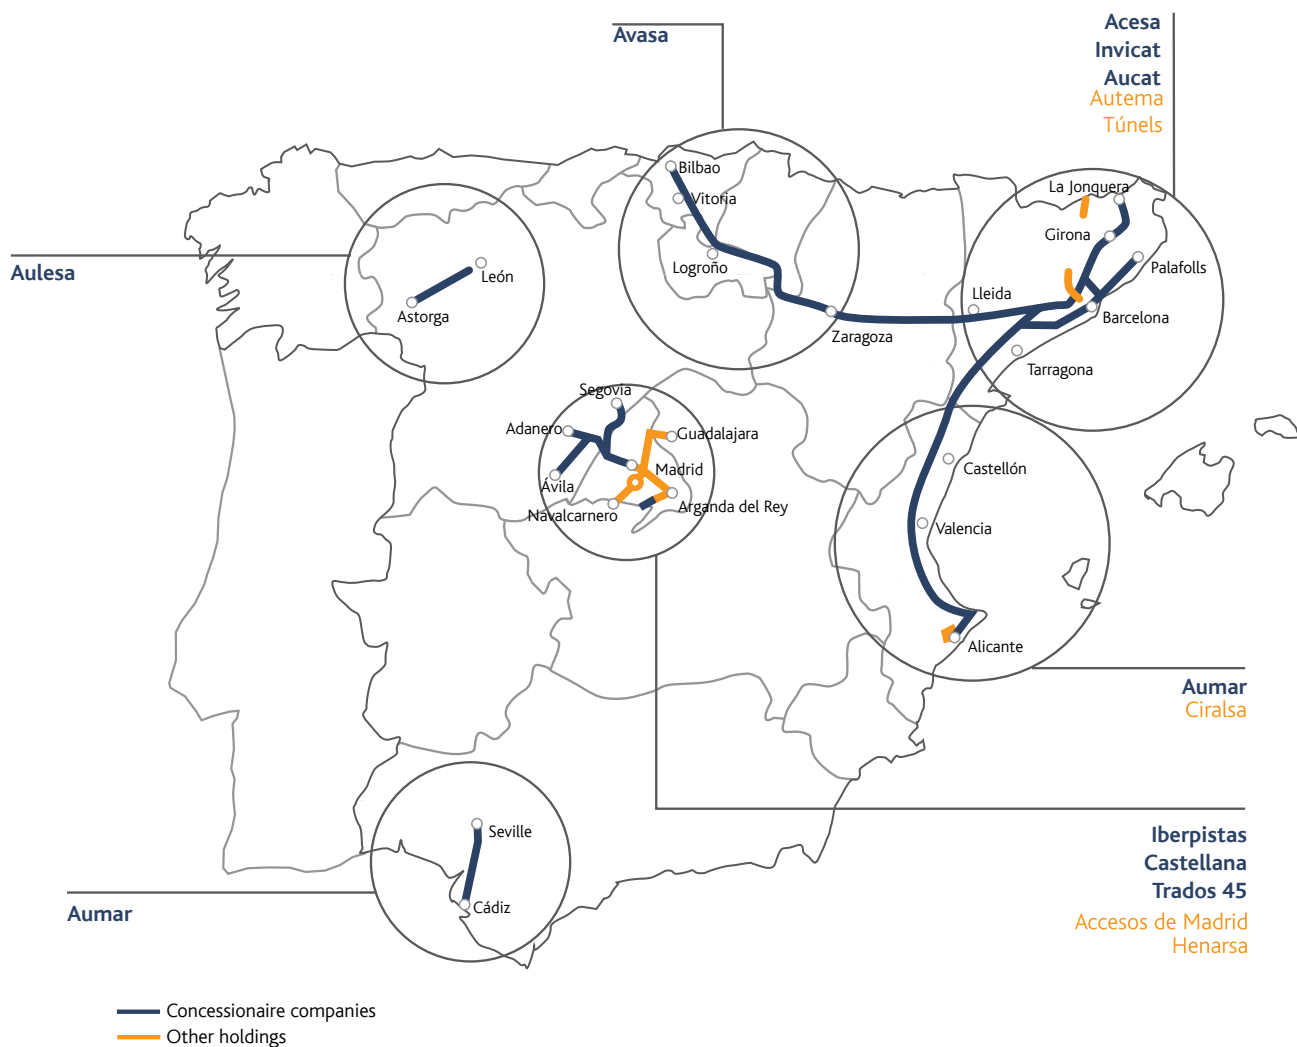 Avasa
Acesa
Invicat
Aucat
Autema
Túnels
Bilbao
Vitoria
Logroño
Zaragoza
La Jonquera
Girona
Palafolls
Lleida
Barcelona
Tarragona
Aulesa
León
Astorga
Segovia
Adanero
Guadalajara
Madrid
Ávila
Navalcarnero
Arganda del Rey
Castellón
Valencia
Alicante
Aumar
Ciralsa
Seville
Cádiz
Aumar
Iberpistas
Castellana
Trados 45
Accesos de Madrid
Henarsa
Concessionaire companies
Other holdings